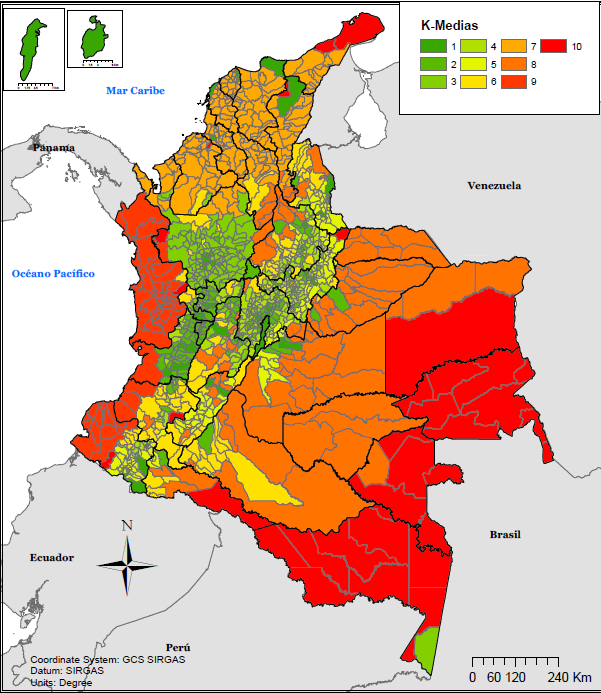 K-Medias
1 4 7 10
2 5 8
3 6 9
Mar Caribe
Panama
Venezuela
Océano Pacífico
N
Brasil
Ecuador
Perú
Coordinate System: GCS SIRGAS
Datum: SIRGAS
Units: Degree
0 60 120 240 Km